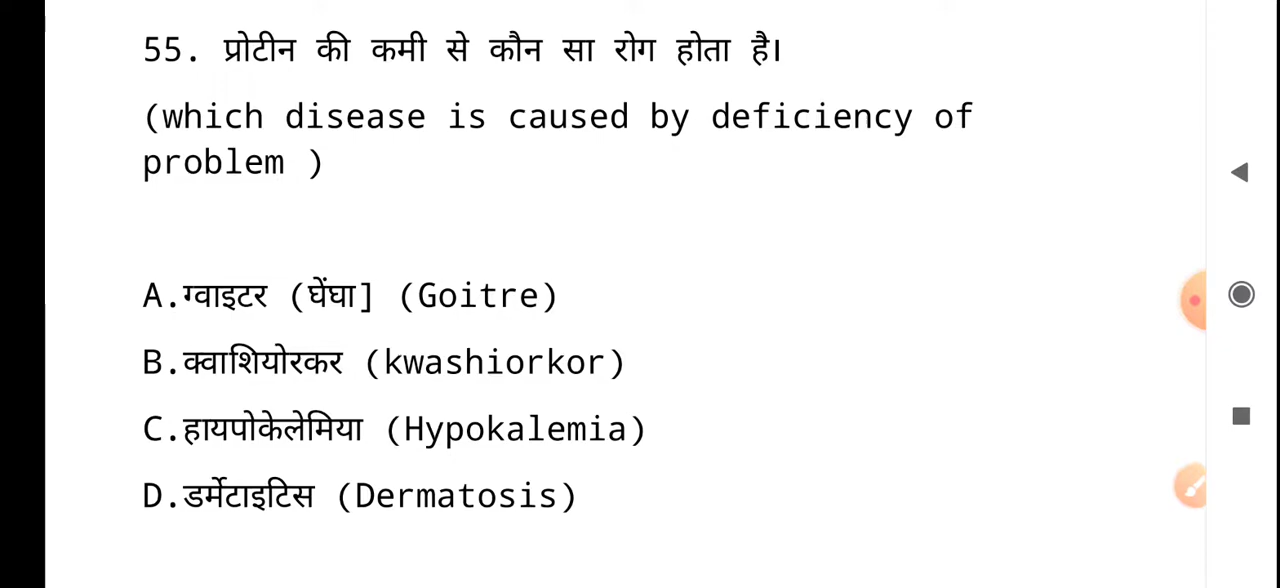 55. प्रोटीन की कमी से कौन सा रोग होता है।
(which disease is caused by deficiency of
problem )
A.ग्वाइटर (घेंघा] (Goitre)
B.क्वाशियोरकर (kwashiorkor)
C.हायपोकेलेमिया (Hypokalemia)
D.डर्मेटाइटिस (Dermatosis)